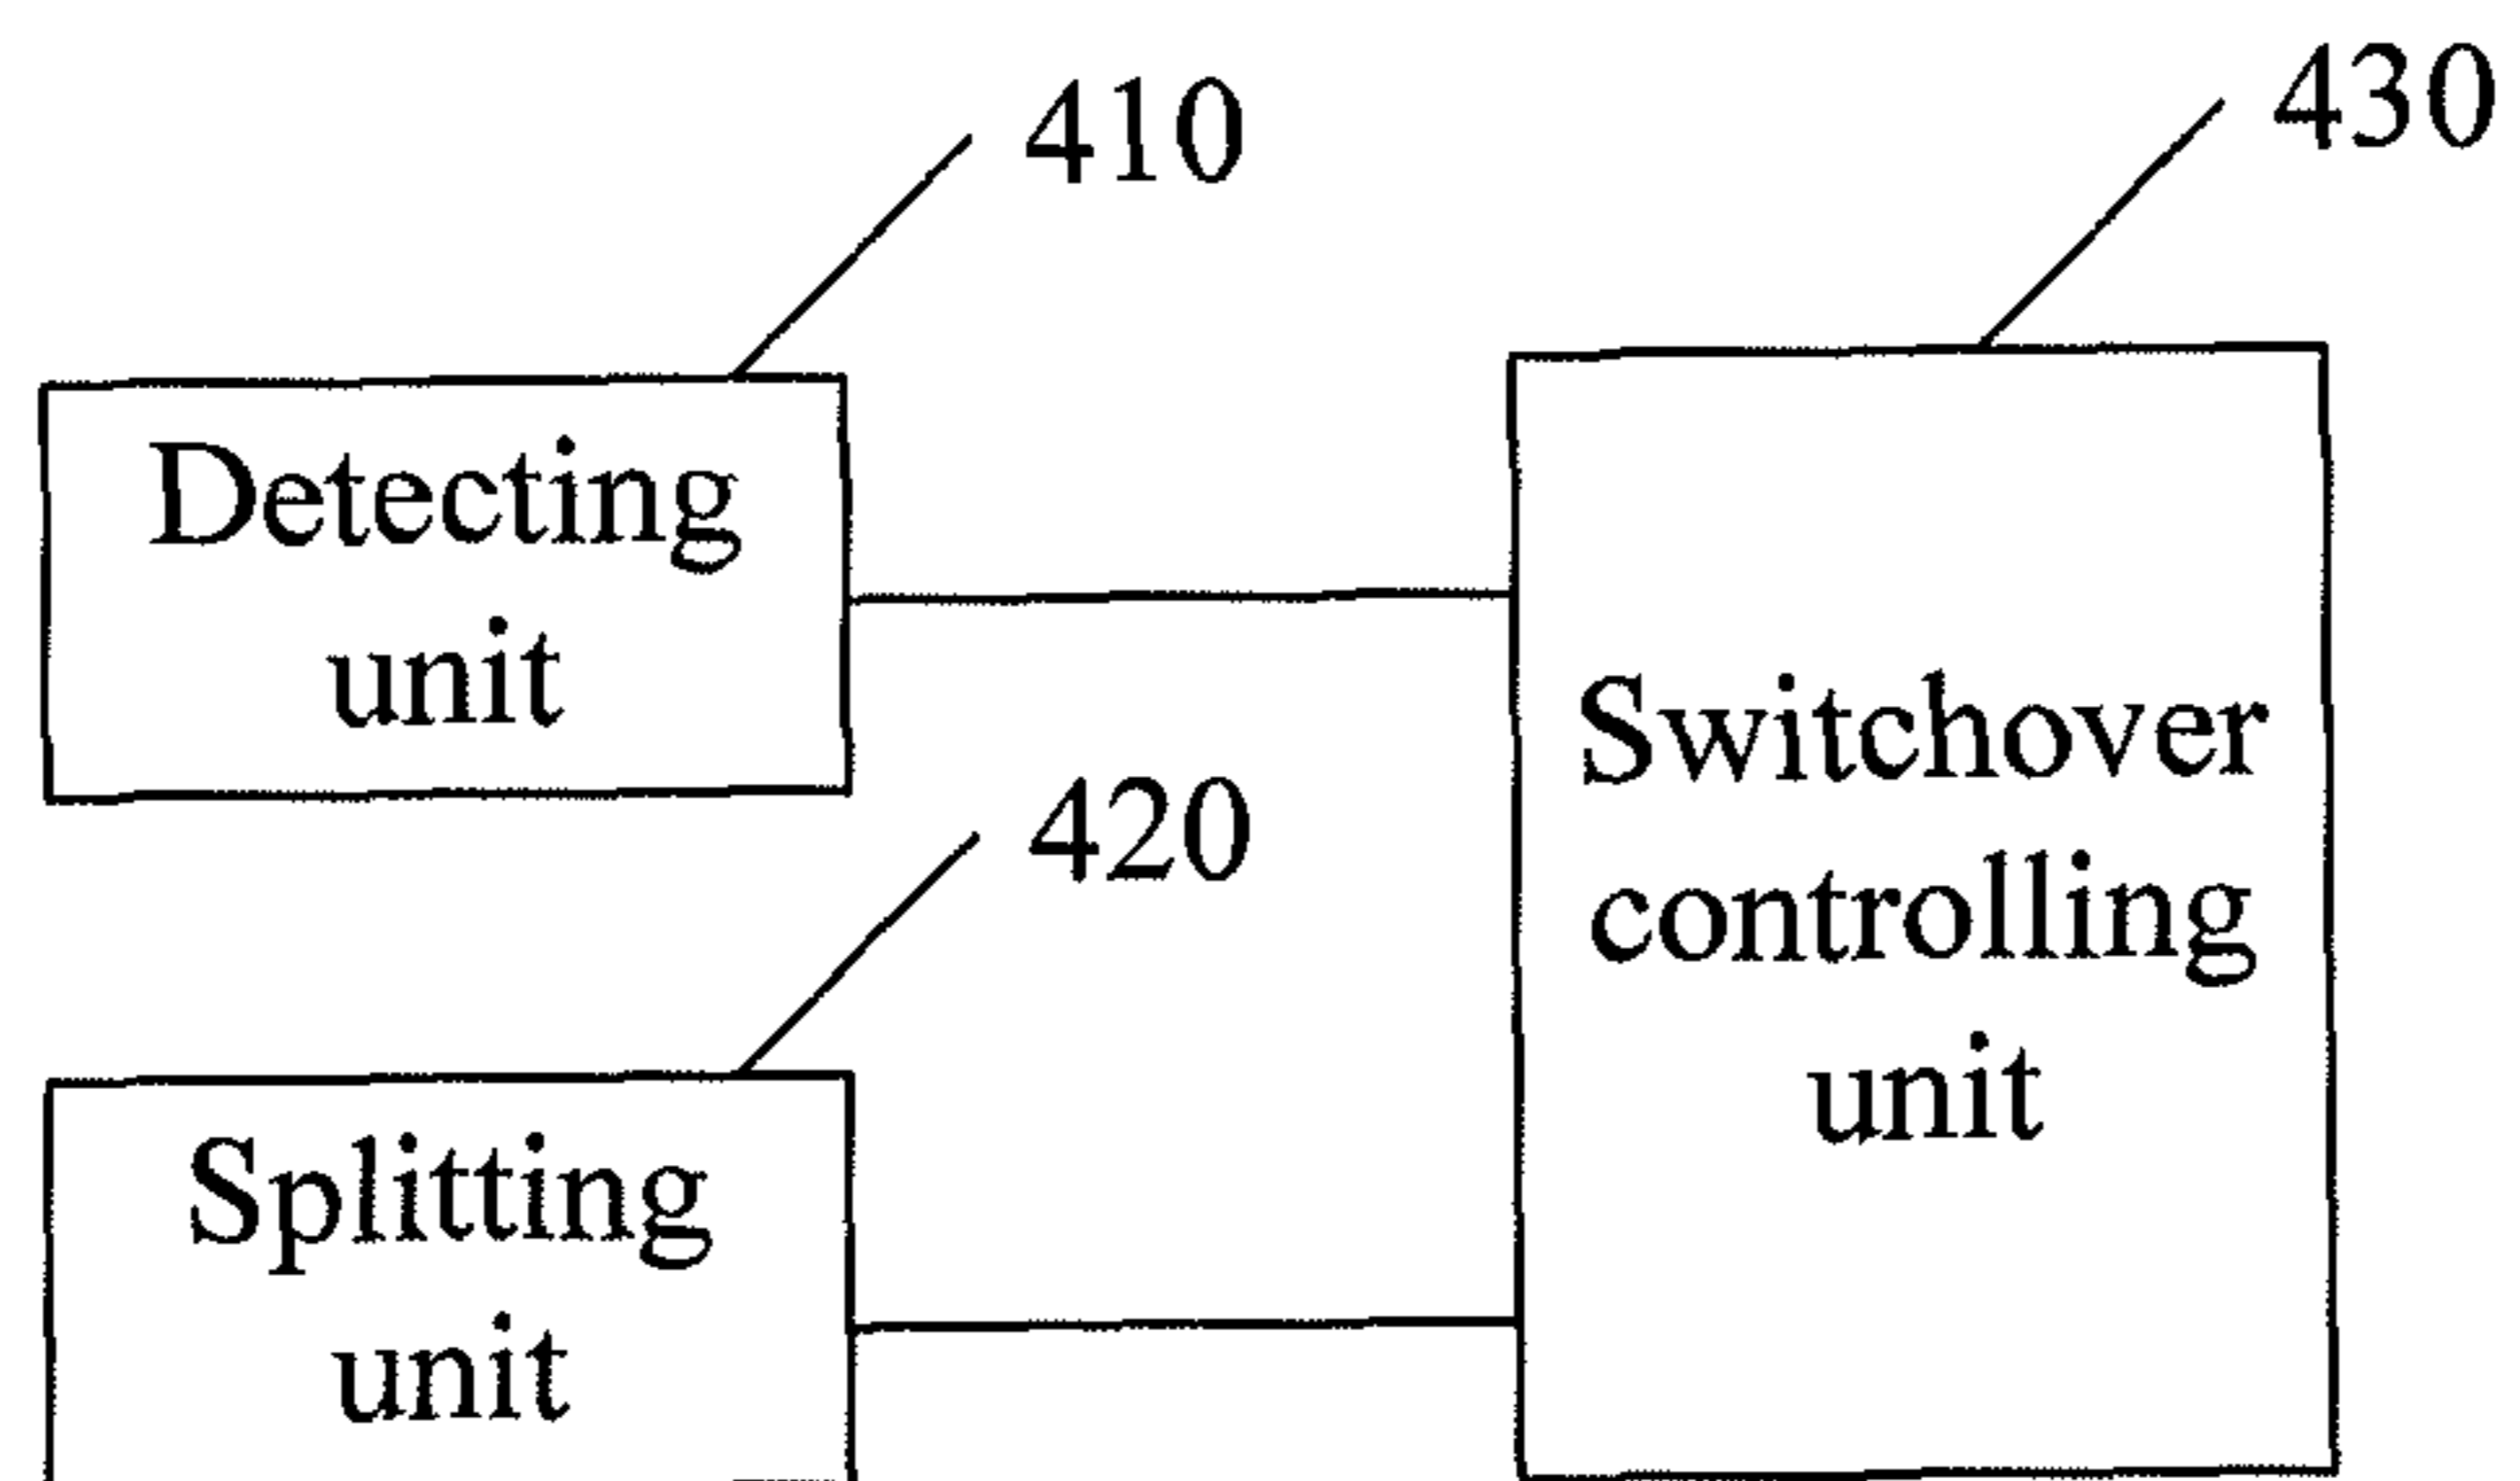 410
430
Detecting
unit
Switchover
controlling
unit
420
Splitting
unit